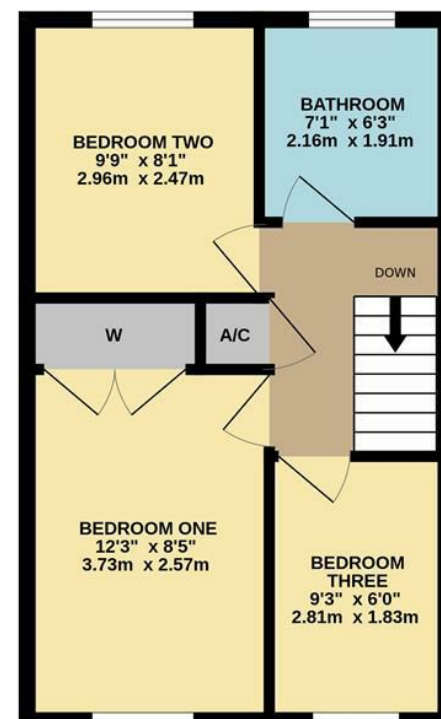 BEDROOM TWO
9'9" x 8'1"
2.96m x 2.47m
BATHROOM
7'1" x 6'3"
2.16m x 1.91m
DOWN
W
A/C
BEDROOM ONE
12'3" x 8'5"
3.73m x 2.57m
BEDROOM
THREE
9'3" x 6'0"
2.81m x 1.83m